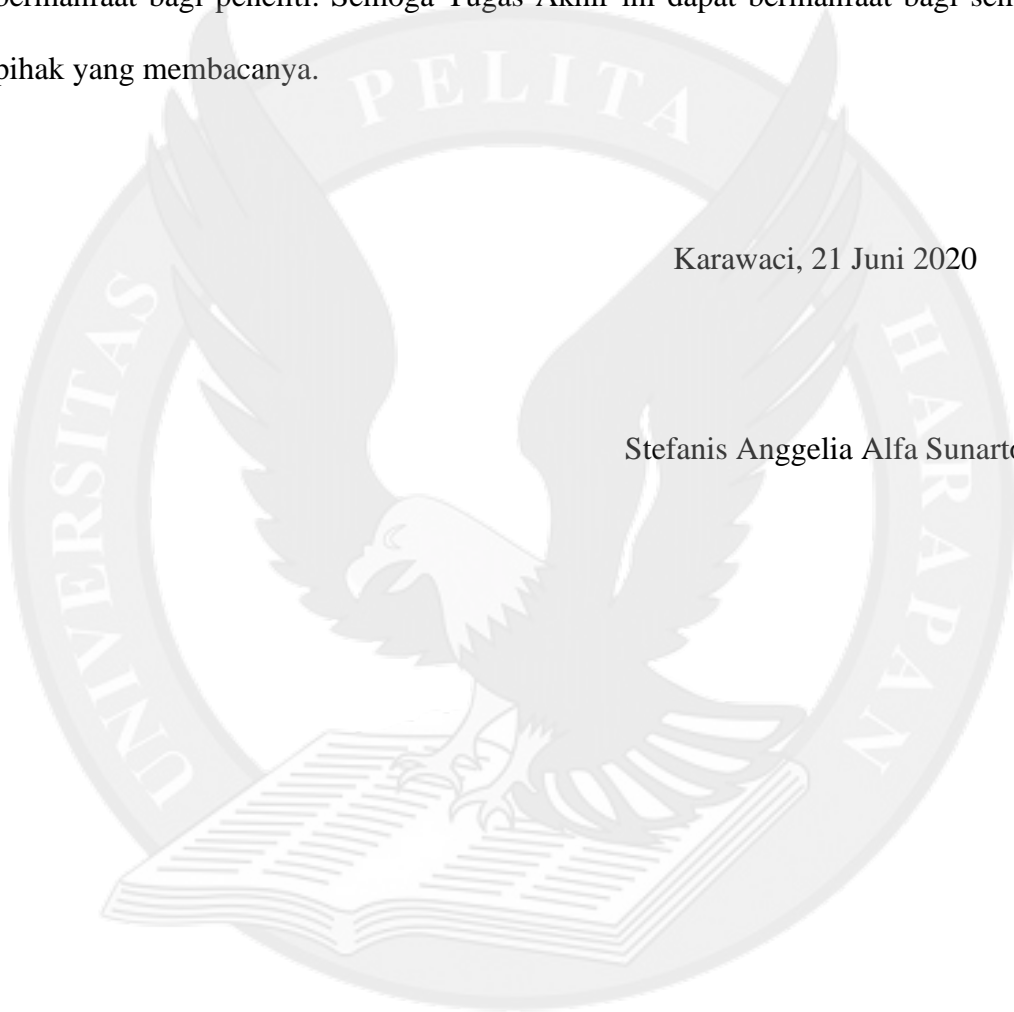 bermanfaat bagi peneliti. Semoga Tugas Akhir ini dapat bermanfaat bagi sem
pihak yang membacanya.
PELITA
UNIVERSITAS
HARAPAN
Karawaci, 21 Juni 2020
Stefanis Anggelia Alfa Sunarto